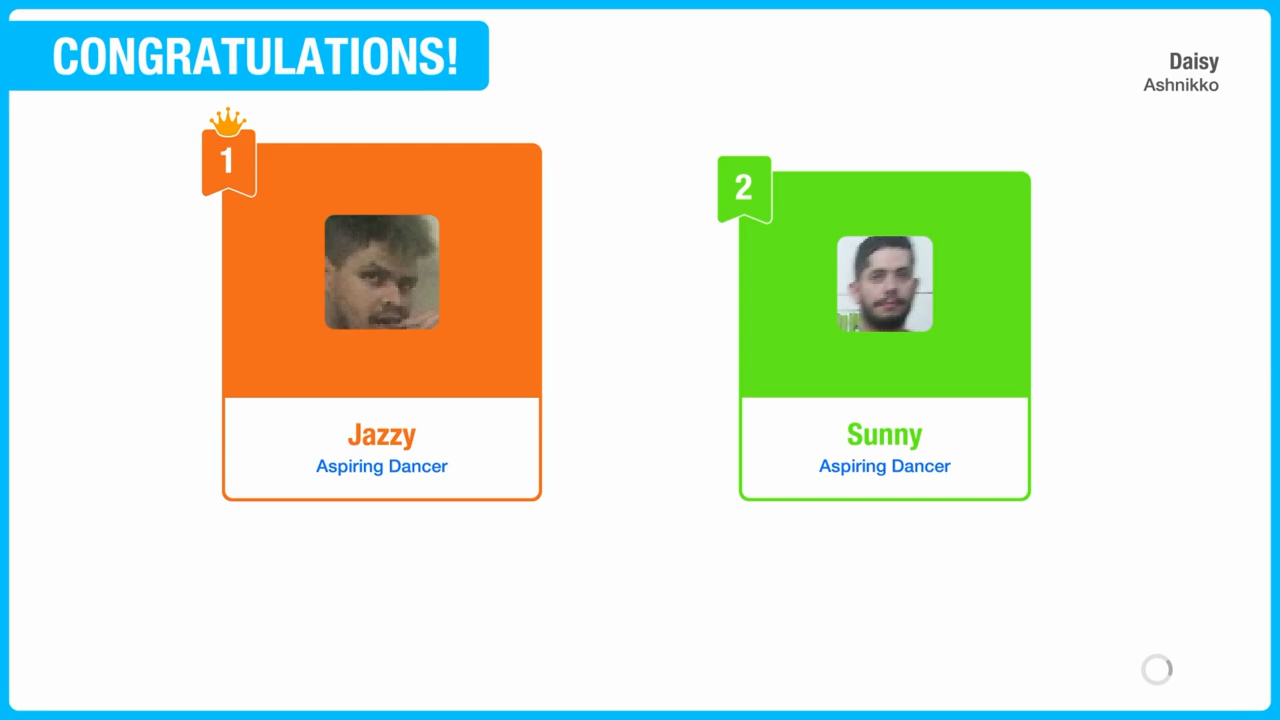 CONGRATULATIONS!
Daisy
Ashnikko
1
2
Jazzy
Aspiring Dancer
Sunny
Aspiring Dancer